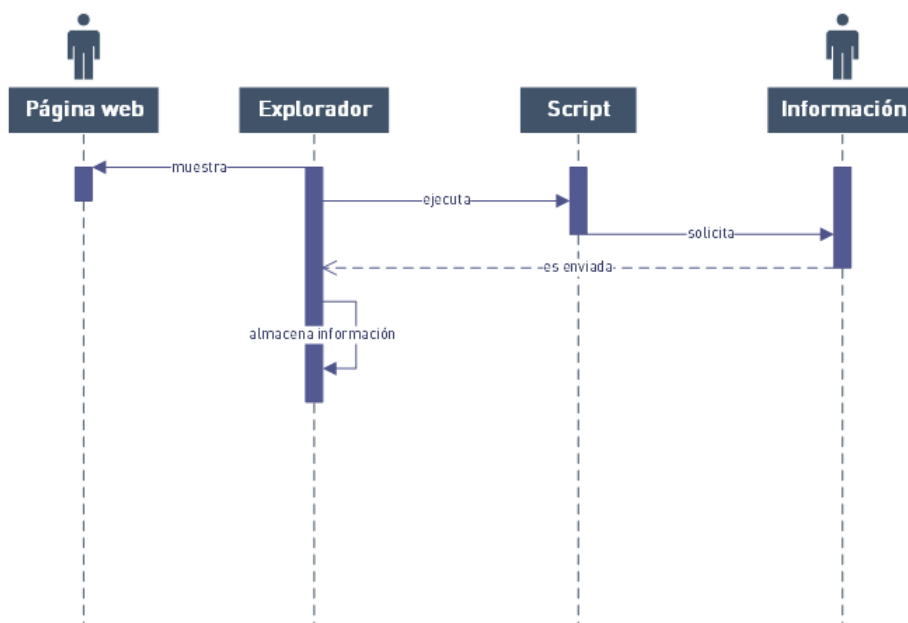 Página web
Explorador
Script
Información
muestra
ejecuta
solicita
es enviada
almacena información